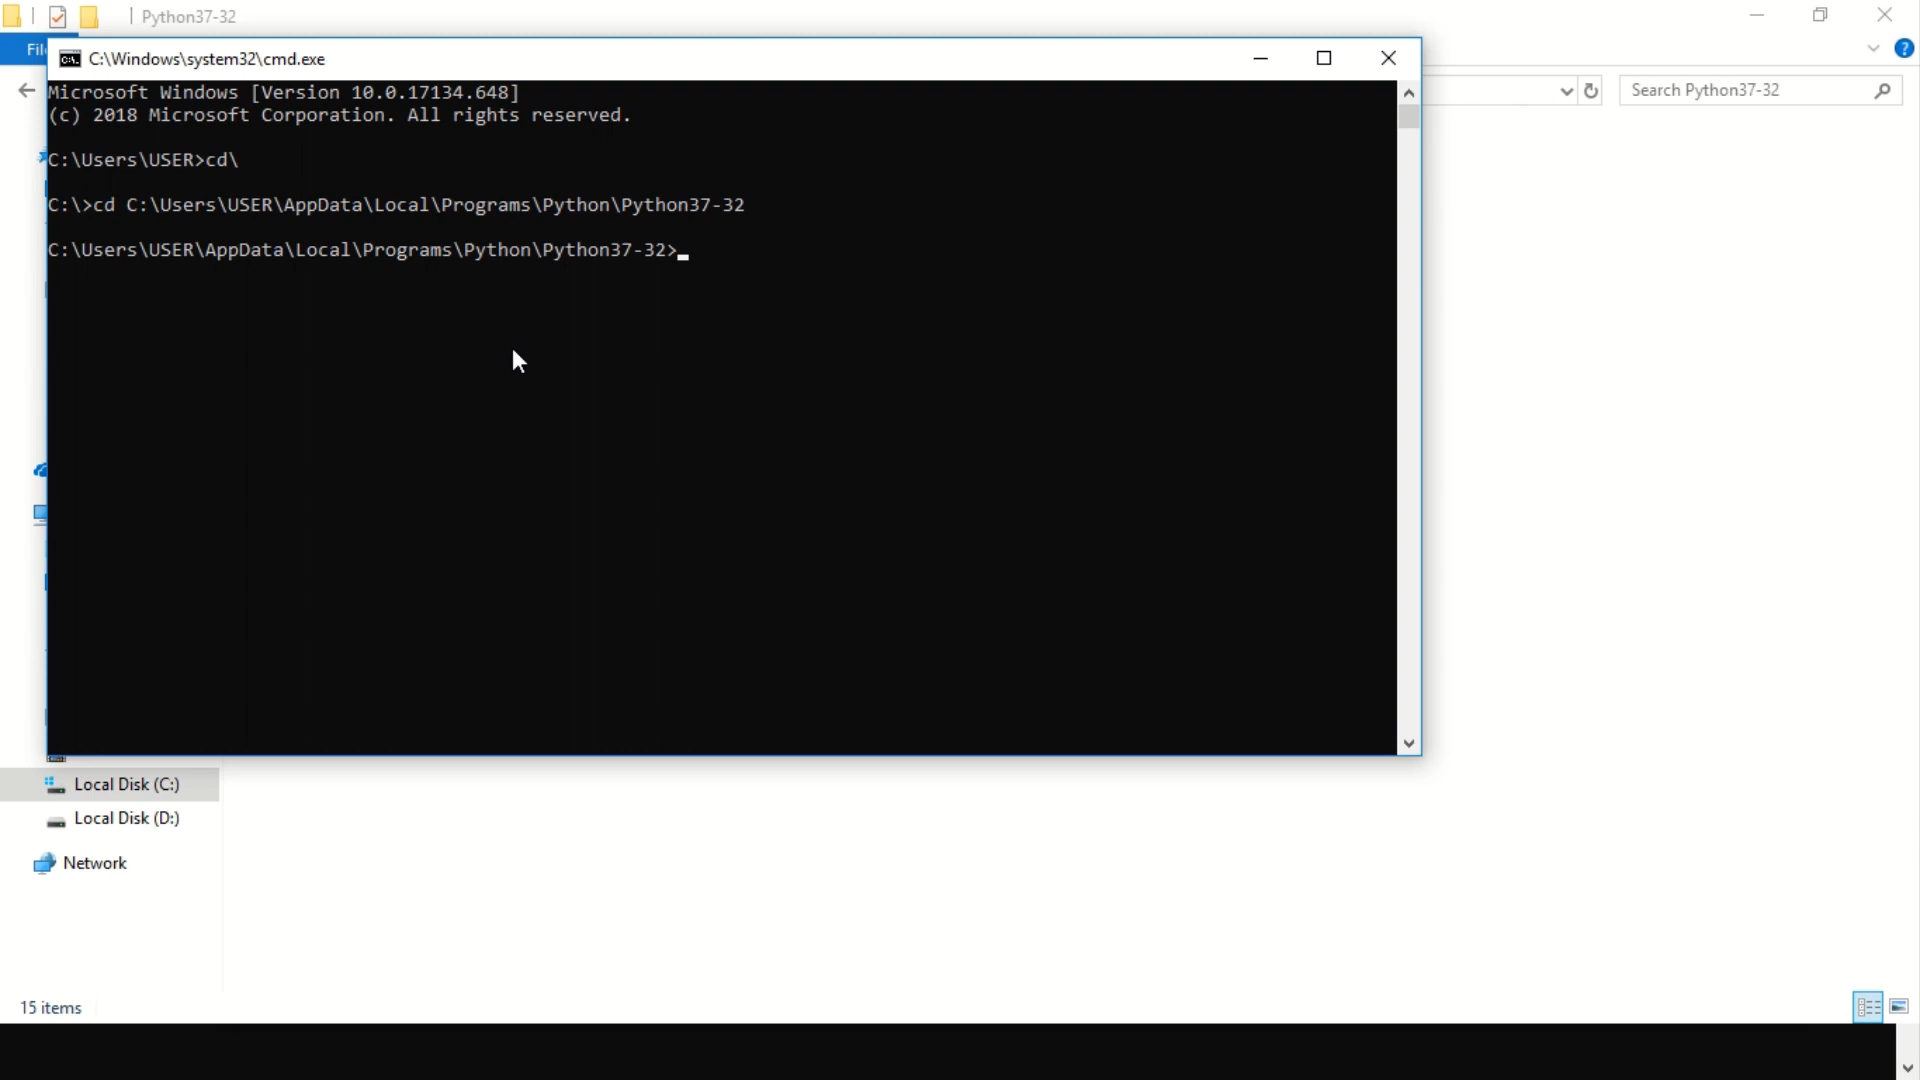 Python37-32
C:\Windows\system32\cmd.exe
Microsoft Windows [Version 10.0.17134.648]
(c) 2018 Microsoft Corporation. All rights reserved.
C:\Users\USER>cd\
C:\>cd C:\Users\USER\AppData\Local\Programs\Python\Python37-32
C:\Users\USER\AppData\Local\Programs\Python\Python37-32>
Search Python37-32
Local Disk (C:)
Local Disk (D:)
Network
15 items